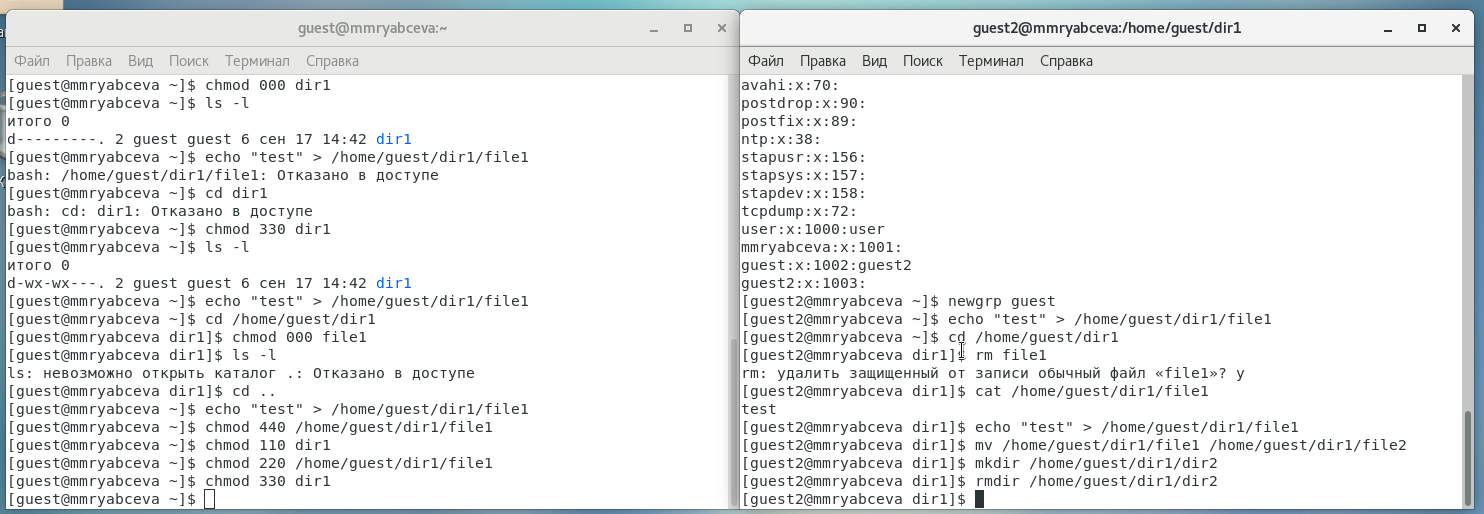 guest@mmryabceva:~
Файл Правка Вид Поиск Терминал Справка
[guest@mmryabceva ~]$ chmod 000 dir1
[guest@mmryabceva ~]$ ls -l
итого 0
d---------. 2 guest guest 6 сен 17 14:42 dir1
[guest@mmryabceva ~]$ echo "test" > /home/guest/dir1/file1
bash: /home/guest/dir1/file1: Отказано в доступе
[guest@mmryabceva ~]$ cd dir1
bash: cd: dir1: Отказано в доступе
[guest@mmryabceva ~]$ chmod 330 dir1
[guest@mmryabceva ~]$ ls -l
итого 0
d-wx-wx---. 2 guest guest 6 сен 17 14:42 dir1
[guest@mmryabceva ~]$ echo "test" > /home/guest/dir1/file1
[guest@mmryabceva ~]$ cd /home/guest/dir1
[guest@mmryabceva dir1]$ chmod 000 file1
[guest@mmryabceva dir1]$ ls -l
ls: невозможно открыть каталог .: Отказано в доступе
[guest@mmryabceva dir1]$ cd ..
[guest@mmryabceva ~]$ echo "test" > /home/guest/dir1/file1
[guest@mmryabceva ~]$ chmod 440 /home/guest/dir1/file1
[guest@mmryabceva ~]$ chmod 110 dir1
[guest@mmryabceva ~]$ chmod 220 /home/guest/dir1/file1
[guest@mmryabceva ~]$ chmod 330 dir1
[guest@mmryabceva ~]$
guest2@mmryabceva:/home/guest/dir1
Файл Правка Вид Поиск Терминал Справка
avahi:x:70:
postdrop:x:90:
postfix:x:89:
ntp:x:38:
stapusr:x:156:
stapsys:x:157:
stapdev:x:158:
tcpdump:x:72:
user:x:1000:user
mmryabceva:x:1001:
guest:x:1002:guest2
guest2:x:1003:
[guest2@mmryabceva ~]$ newgrp guest
[guest2@mmryabceva ~]$ echo "test" > /home/guest/dir1/file1
[guest2@mmryabceva ~]$ cd /home/guest/dir1
[guest2@mmryabceva dir1]$ rm file1
rm: удалить защищенный от записи обычный файл «file1»? y
[guest2@mmryabceva dir1]$ cat /home/guest/dir1/file1
test
[guest2@mmryabceva dir1]$ echo "test" > /home/guest/dir1/file1
[guest2@mmryabceva dir1]$ mv /home/guest/dir1/file1 /home/guest/dir1/file2
[guest2@mmryabceva dir1]$ mkdir /home/guest/dir1/dir2
[guest2@mmryabceva dir1]$ rmdir /home/guest/dir1/dir2
[guest2@mmryabceva dir1]$